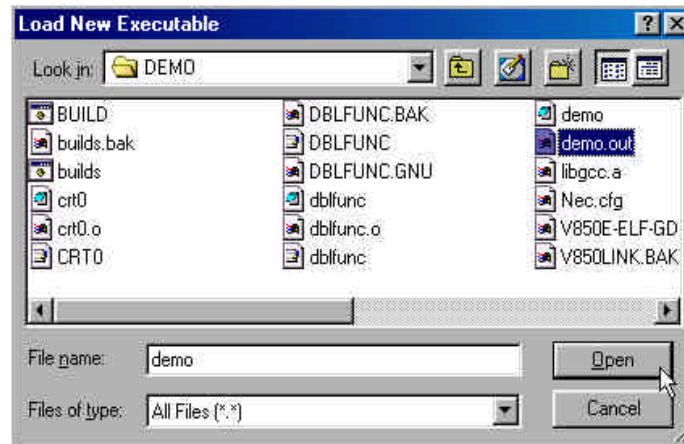 Load New Executable
Look in: DEMO
BUILD DBLFUNC.BAK demo
builds.bak DBLFUNC demo.out
builds DBLFUNC.GNU libgcc.a
crt0 dblfunc Nec.cfg
crt0.o dblfunc.o V850E-ELF-GD
CRT0 dblfunc V850LINK.BAK
File name: demo Open
Files of type: All Files (*.*) Cancel